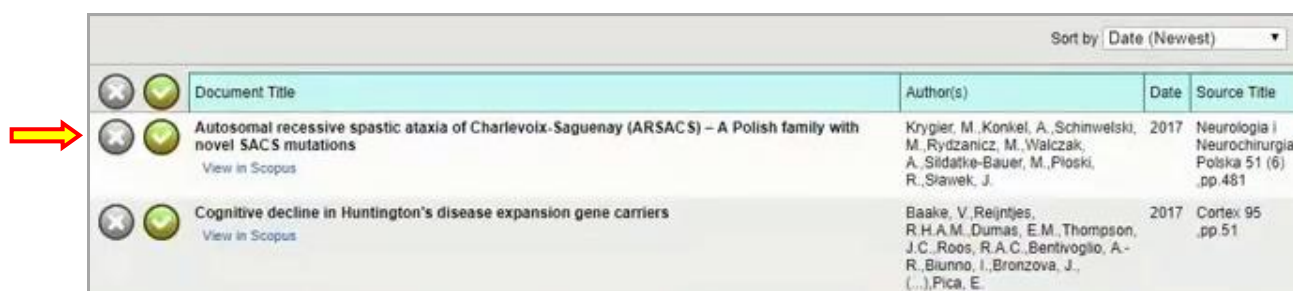 Sort by Date (Newest)
Document Title Author(s) Date Source Title
Autosomal recessive spastic ataxia of Charlevoix-Saguenay (ARSACS) – A Polish family with
novel SACS mutations
View in Scopus
Krygier, M.,Konkel, A.,Schinwelski,
M.,Rydzanicz, M.,Walczak,
A.,Sildatke-Bauer, M.,Płoski,
R.,Sławek, J.
2017
Neurologia i
Neurochirurgia
Polska 51 (6)
,pp.481
Cognitive decline in Huntington's disease expansion gene carriers
View in Scopus
Baake, V.,Reijntjes,
R.H.A.M.,Dumas, E.M.,Thompson,
J.C.,Roos, R.A.C.,Bentivoglio, A.-
R.,Biunno, I.,Bronzova, J.,
(...),Pica, E.
2017
Cortex 95
,pp.51